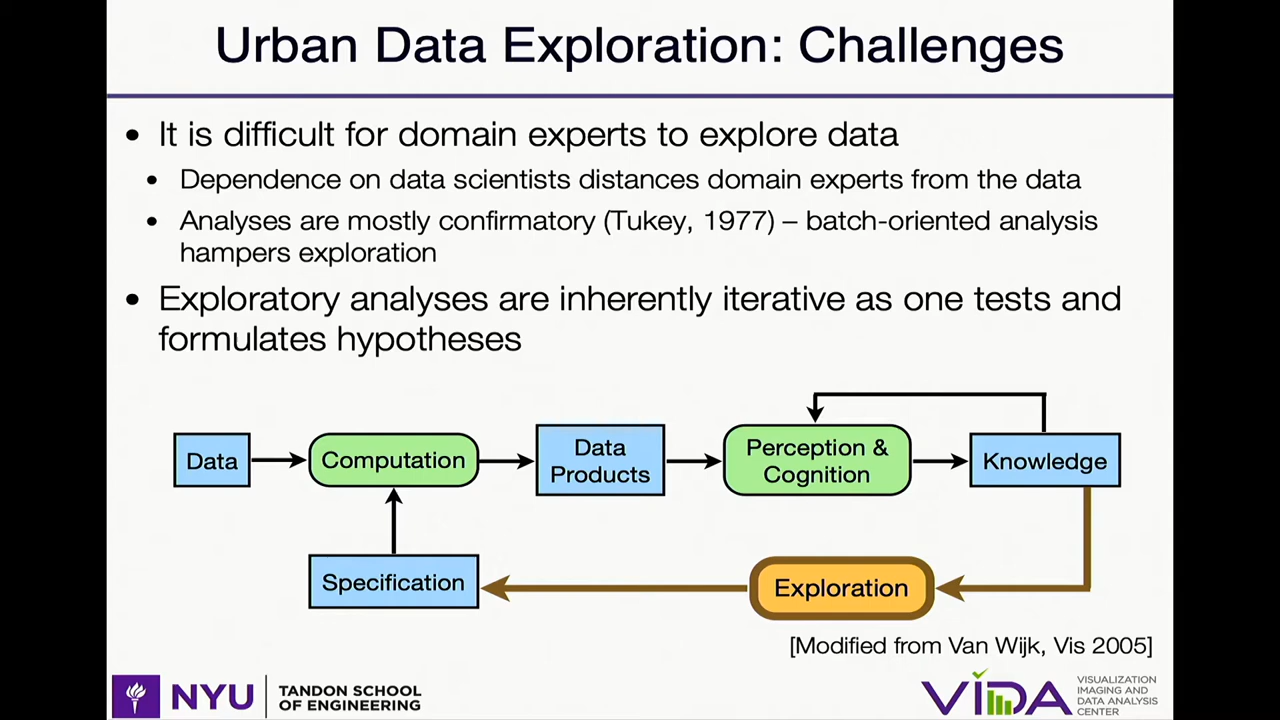 Urban Data Exploration: Challenges
• It is difficult for domain experts to explore data
• Dependence on data scientists distances domain experts from the data
• Analyses are mostly confirmatory (Tukey, 1977) – batch-oriented analysis
hampers exploration
• Exploratory analyses are inherently iterative as one tests and
formulates hypotheses
Data
Computation
Data
Products
Perception &
Cognition
Knowledge
Specification
Exploration
[Modified from Van Wijk, Vis 2005]
NYU
TANDON SCHOOL
OF ENGINEERING
VIDA
VISUALIZATION
IMAGING AND
DATA ANALYSIS
CENTER